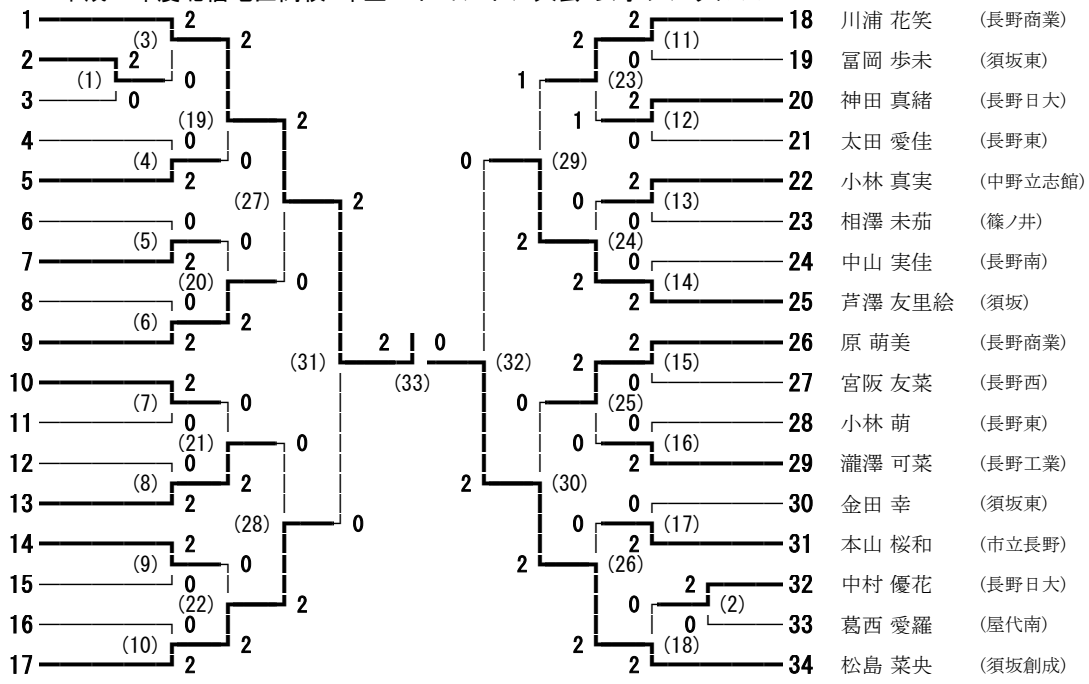 1 2 2 18 川浦 花笑 (長野商業)
(3) 2 2 (11)
2 2 0 19 冨岡 歩未 (須坂東)
(1) 0 1 (23)
3 0 2 20 神田 真緒 (長野日大)
(19) 2 1 (12)
4 0 0 21 太田 愛佳 (長野東)
(4) 0 0 (29)
5 2 2 22 小林 真実 (中野立志館)
(27) 2 0 (13)
6 0 0 23 相澤 未茄 (篠ノ井)
(5) 0 2 (24)
7 2 0 24 中山 実佳 (長野南)
(20) 0 2 (14)
8 0 2 25 芦澤 友里絵 (須坂)
(6) 2
9 2 2 0 2 26 原 萌美 (長野商業)
(31) (32) 2 (15)
10 2 (33) 0 27 宮阪 友菜 (長野西)
(7) 0 0 (25)
11 0 0 28 小林 萌 (長野東)
(21) 0 0 (16)
12 0 2 29 瀧澤 可菜 (長野工業)
(8) 2 2 (30)
13 2 0 30 金田 幸 (須坂東)
(28) 0 0 (17)
14 2 2 31 本山 桜和 (市立長野)
(9) 0 2 (26)
15 0 2 32 中村 優花 (長野日大)
(22) 2 0 (2)
16 0 0 33 葛西 愛羅 (屋代南)
(10) 2 2 (18)
17 2 2 34 松島 菜央 (須坂創成)